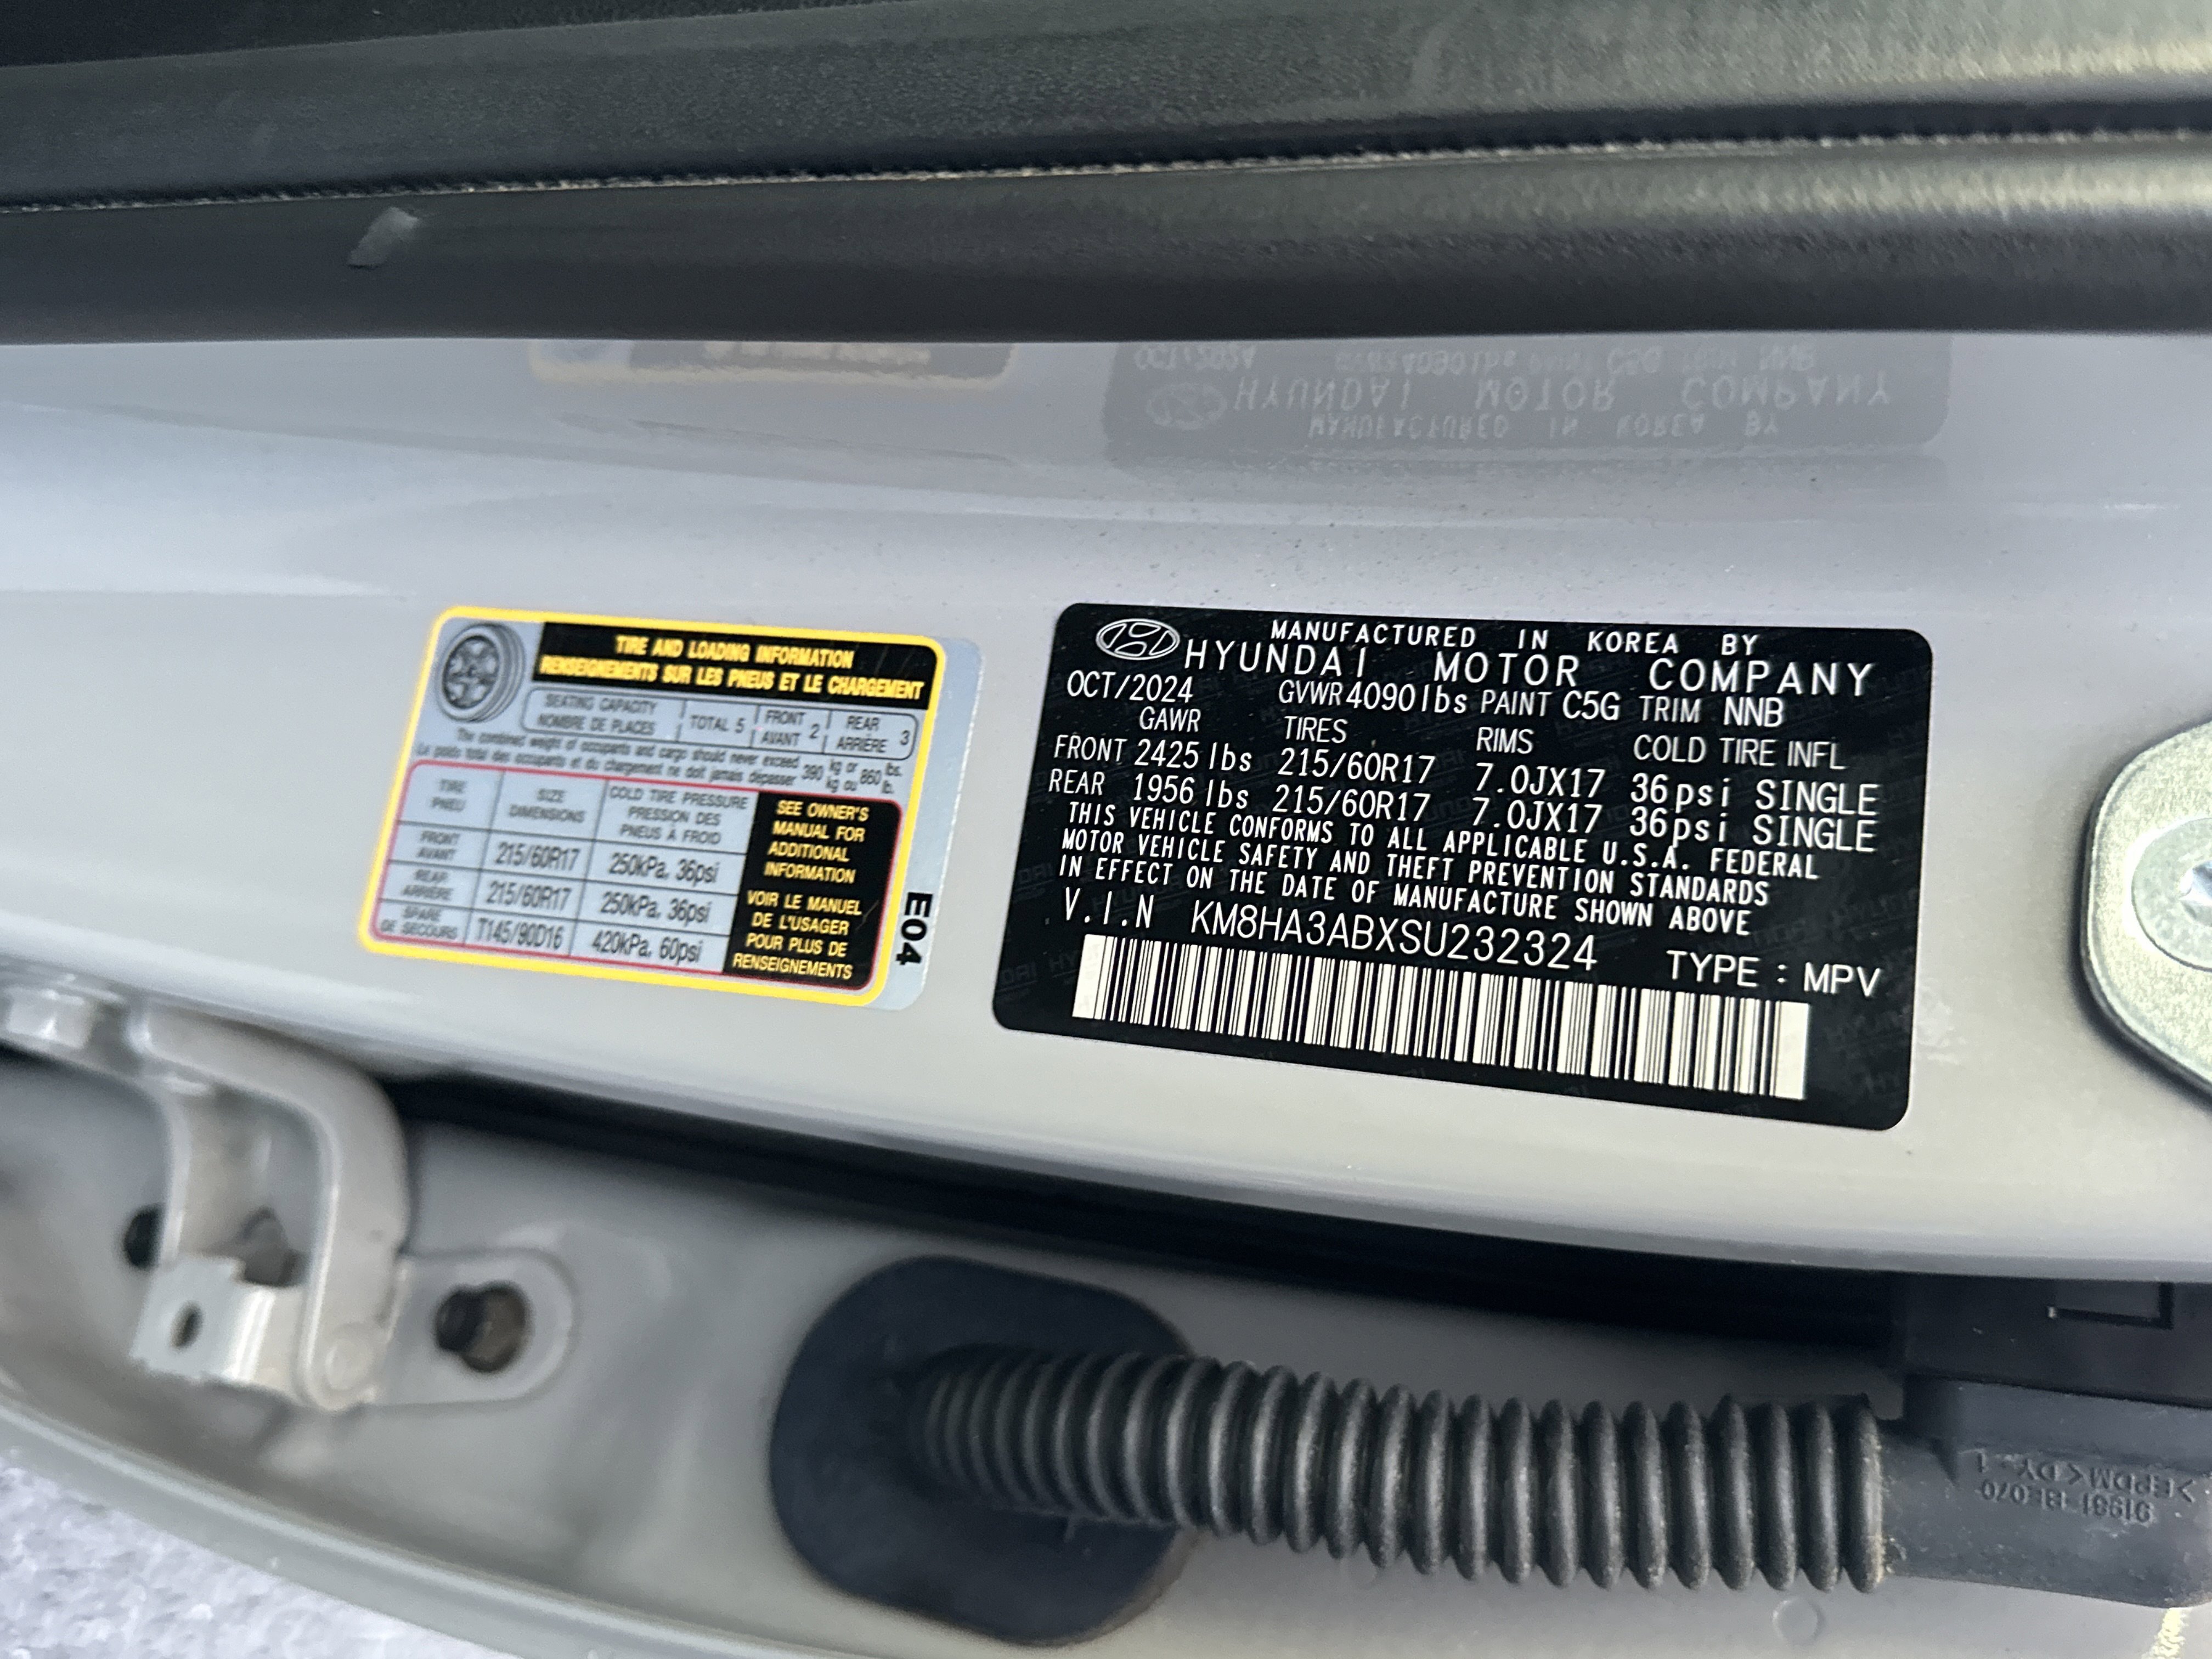 TIRE AND LOADING INFORMATION
RENSEIGNEMENTS SUR LES PNEUS ET LE CHARGEMENT
SEATING CAPACITY
NOMBRE DE PLACES
TOTAL 5
FRONT
AVANT 2
REAR
ARRIÈRE 3
The combined weight of occupants and cargo should never exceed 390 kg or 860 lbs.
Le poids total des occupants et du chargement ne doit jamais dépasser 390 kg ou 860 lb.
TIRE
PNEU
SIZE
DIMENSIONS
COLD TIRE PRESSURE
PRESSION DES
PNEUS À FROID
FRONT
AVANT
215/60R17
250kPa, 36psi
REAR
ARRIÈRE
215/60R17
250kPa, 36psi
SPARE
DE SECOURS
T145/90D16
420kPa, 60psi
SEE OWNER'S
MANUAL FOR
ADDITIONAL
INFORMATION
VOIR LE MANUEL
DE L'USAGER
POUR PLUS DE
RENSEIGNEMENTS
E04
MANUFACTURED IN KOREA BY
HYUNDAI MOTOR COMPANY
OCT/2024 GVWR 4090lbs PAINT C5G TRIM NNB
GAWR TIRES RIMS COLD TIRE INFL
FRONT 2425 lbs 215/60R17 7.0JX17 36psi SINGLE
REAR 1956 lbs 215/60R17 7.0JX17 36psi SINGLE
THIS VEHICLE CONFORMS TO ALL APPLICABLE U.S.A. FEDERAL
MOTOR VEHICLE SAFETY AND THEFT PREVENTION STANDARDS
IN EFFECT ON THE DATE OF MANUFACTURE SHOWN ABOVE
V.I.N KM8HA3ABXSU232324 TYPE : MPV
>EPDM<